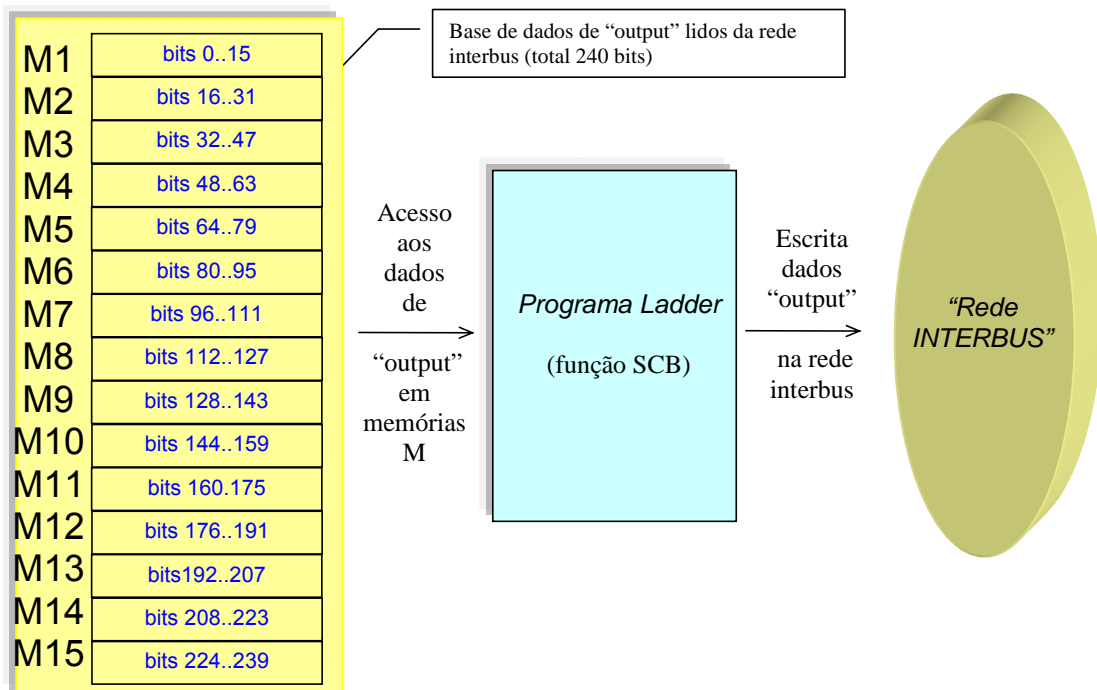 Base de dados de “output” lidos da rede
interbus (total 240 bits)
M1 bits 0..15
M2 bits 16..31
M3 bits 32..47
M4 bits 48..63
M5 bits 64..79
M6 bits 80..95
M7 bits 96..111
M8 bits 112..127
M9 bits 128..143
M10 bits 144..159
M11 bits 160.175
M12 bits 176..191
M13 bits192..207
M14 bits 208..223
M15 bits 224..239
Acesso
aos
dados
de
“output”
em
memórias
M
Programa Ladder
(função SCB)
Escrita
dados
“output”
na rede
interbus
“Rede
INTERBUS”